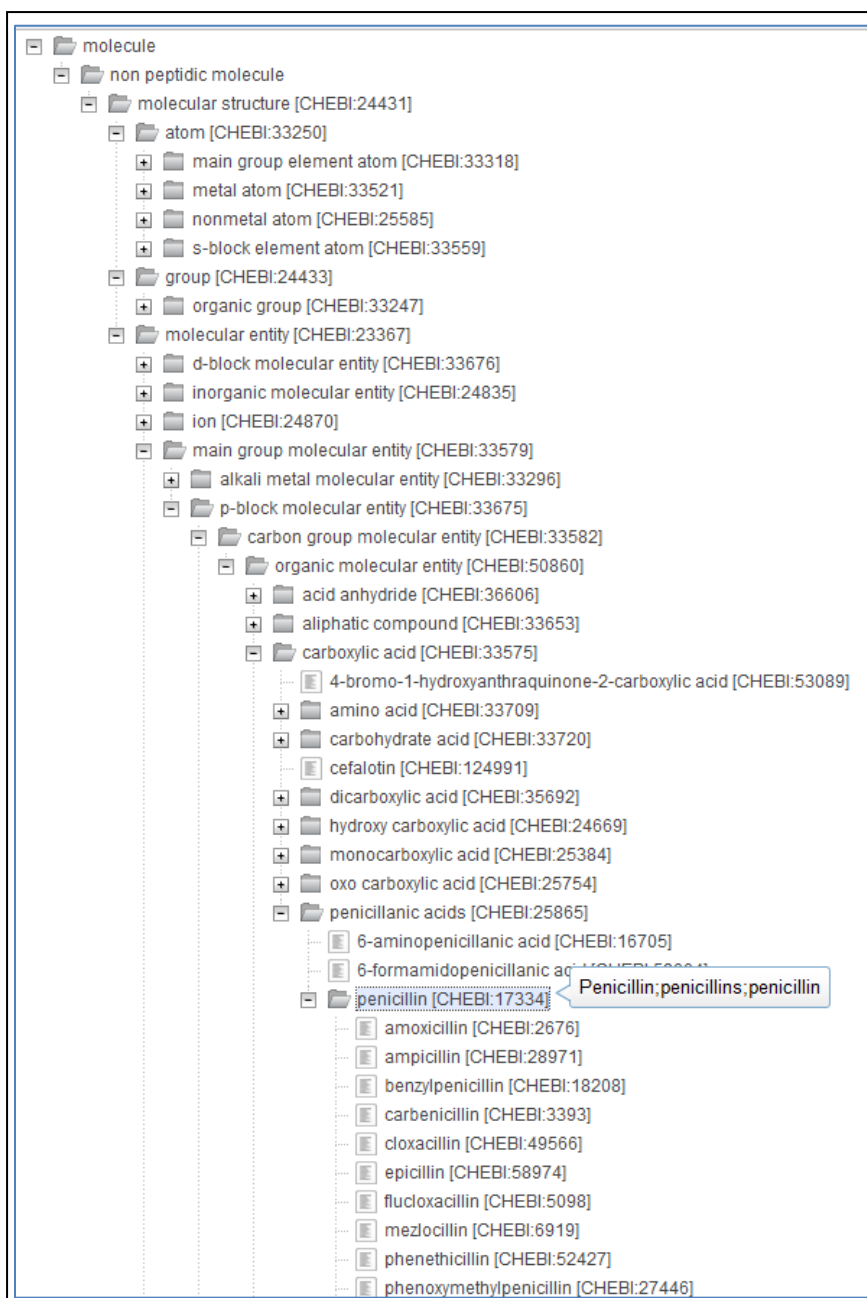 molecule
non peptidic molecule
molecular structure [CHEBI:24431]
atom [CHEBI:33250]
main group element atom [CHEBI:33318]
metal atom [CHEBI:33521]
nonmetal atom [CHEBI:25585]
s-block element atom [CHEBI:33559]
group [CHEBI:24433]
organic group [CHEBI:33247]
molecular entity [CHEBI:23367]
d-block molecular entity [CHEBI:33676]
inorganic molecular entity [CHEBI:24835]
ion [CHEBI:24870]
main group molecular entity [CHEBI:33579]
alkali metal molecular entity [CHEBI:33296]
p-block molecular entity [CHEBI:33675]
carbon group molecular entity [CHEBI:33582]
organic molecular entity [CHEBI:50860]
acid anhydride [CHEBI:36606]
aliphatic compound [CHEBI:33653]
carboxylic acid [CHEBI:33575]
4-bromo-1-hydroxyanthraquinone-2-carboxylic acid [CHEBI:53089]
amino acid [CHEBI:33709]
carbohydrate acid [CHEBI:33720]
cefalotin [CHEBI:124991]
dicarboxylic acid [CHEBI:35692]
hydroxy carboxylic acid [CHEBI:24669]
monocarboxylic acid [CHEBI:25384]
oxo carboxylic acid [CHEBI:25754]
penicillanic acids [CHEBI:25865]
6-aminopenicillanic acid [CHEBI:16705]
6-formamidopenicillanic
penicillin [CHEBI:17334] Penicillin;penicillins;penicillin
amoxicillin [CHEBI:2676]
ampicillin [CHEBI:28971]
benzylpenicillin [CHEBI:18208]
carbenicillin [CHEBI:3393]
cloxacillin [CHEBI:49566]
epicillin [CHEBI:58974]
flucloxacillin [CHEBI:5098]
mezlocillin [CHEBI:6919]
phenethicillin [CHEBI:52427]
phenoxymethylpenicillin [CHEBI:27446]